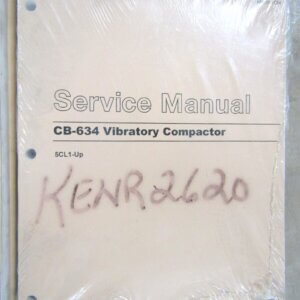 Service Manual
CB-634 Vibratory Compactor
5CL1-Up
KENR2620